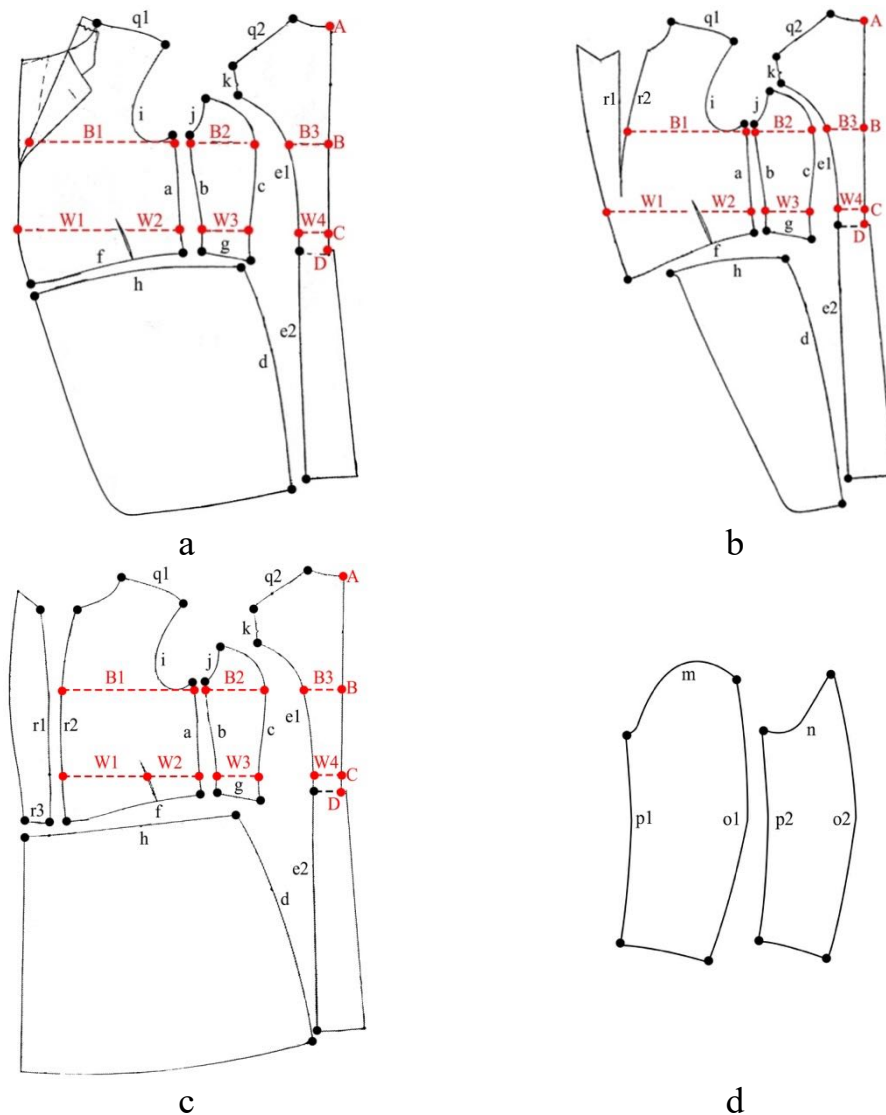 q1 q2 A
k
i j
B1 B2 B3 B
a b c e1
W1 W2 W3 W4 C
f g D
h
e2
d
a
q1 q2 A
r1 r2 k
i j
B1 B2 B3 B
a b c e1
W1 W2 W3 W4 C
g D
f
h
e2
d
b
q1 q2 A
k
i j
B1 B2 B3 B
r1 r2 a b c e1
W1 W2 W3 W4 C
g D
r3 f
h
e2
d
c
m
n
p1 o1 p2 o2
d